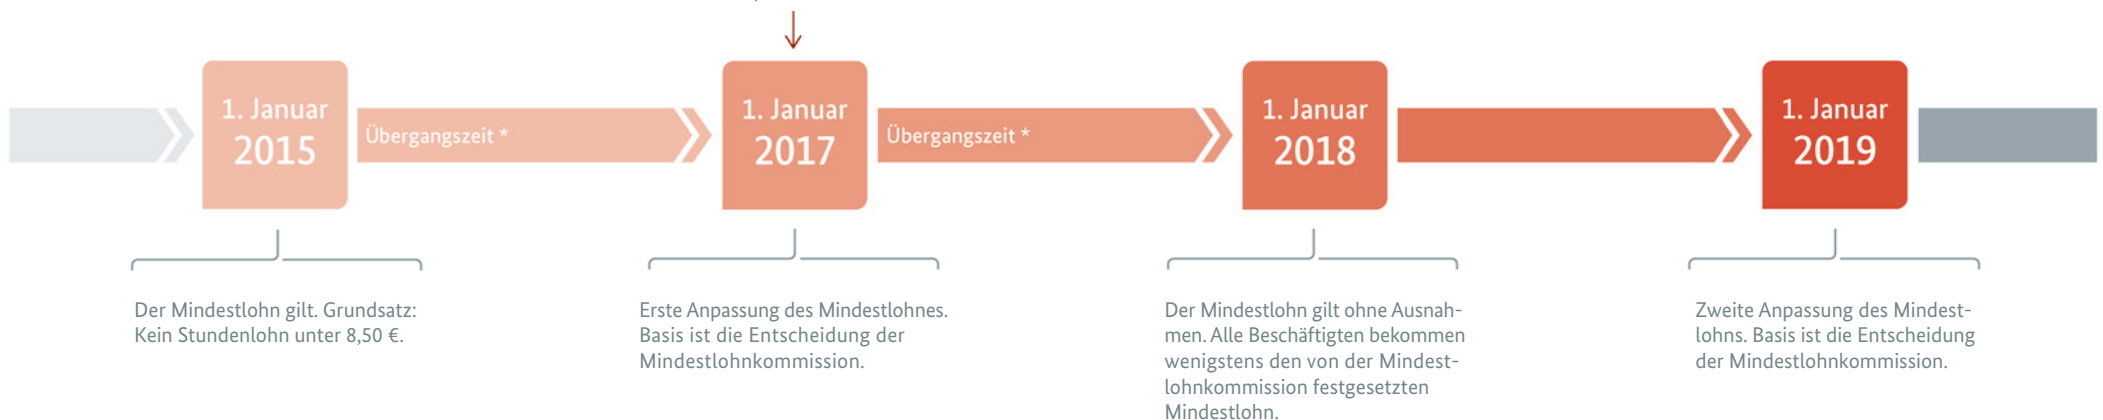 1. Januar
2015
Übergangszeit *
1. Januar
2017
Übergangszeit *
1. Januar
2018
1. Januar
2019
Der Mindestlohn gilt. Grundsatz:
Kein Stundenlohn unter 8,50 €.
Erste Anpassung des Mindestlohnes.
Basis ist die Entscheidung der
Mindestlohnkommission.
Der Mindestlohn gilt ohne Ausnah-
men. Alle Beschäftigten bekommen
wenigstens den von der Mindest-
lohnkommission festgesetzten
Mindestlohn.
Zweite Anpassung des Mindest-
lohns. Basis ist die Entscheidung
der Mindestlohnkommission.